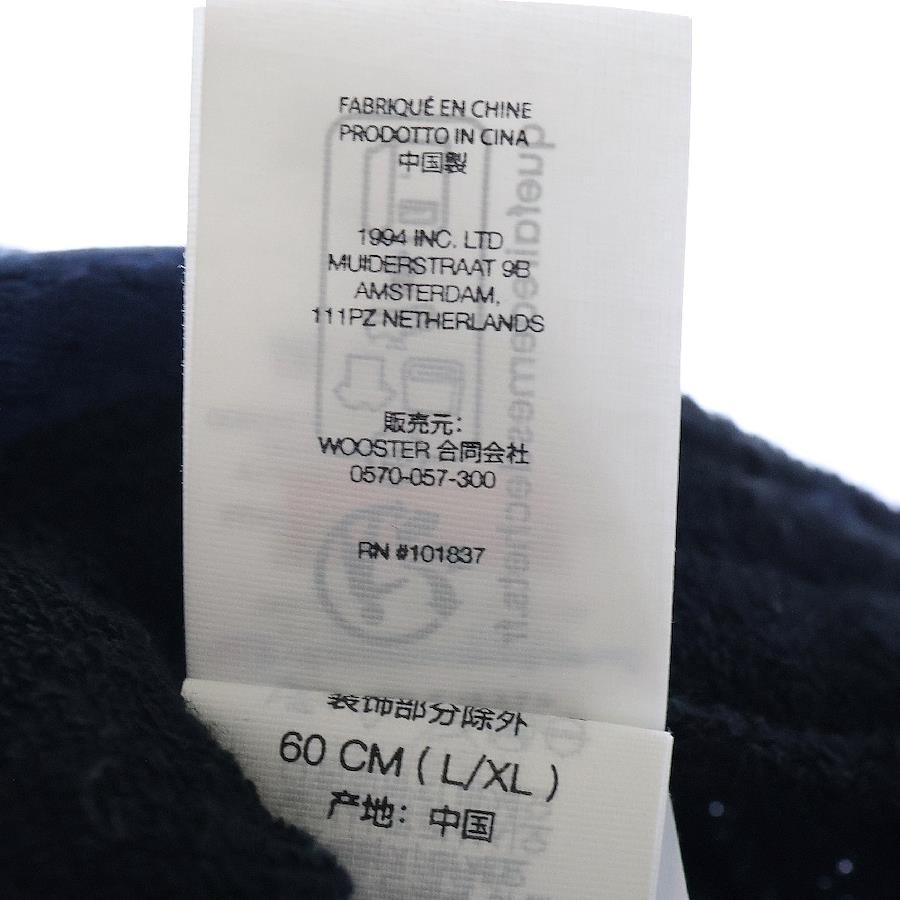 FABRIQUÉ EN CHINE
PRODOTTO IN CINA
中国製
1994 INC. LTD
MUIDERSTRAAT 9B
AMSTERDAM,
111PZ NETHERLANDS
販売元:
WOOSTER 合同会社
0570-057-300
RN #101837
装饰部分除外
60 CM ( L/XL )
产地: 中国
quefairedemesdechets.fr